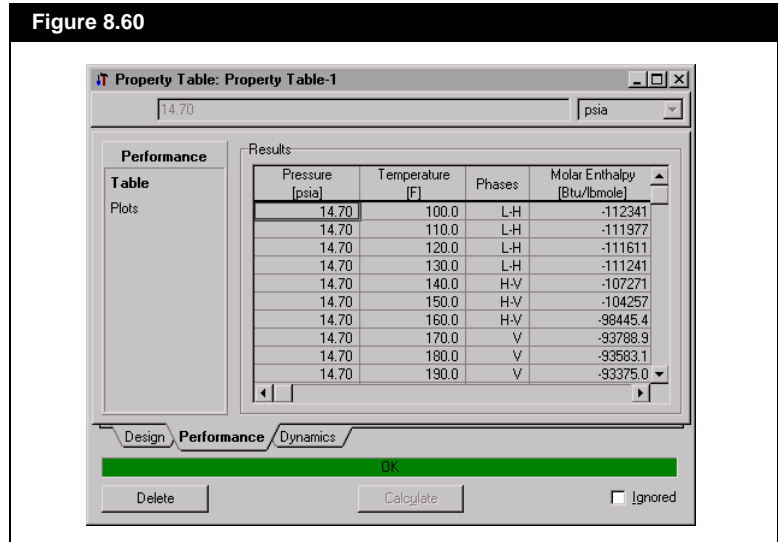 Figure 8.60
Property Table: Property Table-1
14.70 psia
Performance
Table
Plots
Results
Pressure [psia] Temperature [F] Phases Molar Enthalpy [Btu/lbmole]
14.70 100.0 L-H -112341
14.70 110.0 L-H -111977
14.70 120.0 L-H -111611
14.70 130.0 L-H -111241
14.70 140.0 H-V -107271
14.70 150.0 H-V -104257
14.70 160.0 H-V -98445.4
14.70 170.0 V -93788.9
14.70 180.0 V -93583.1
14.70 190.0 V -93375.0
Design Performance Dynamics
OK
Delete Calculate Ignored